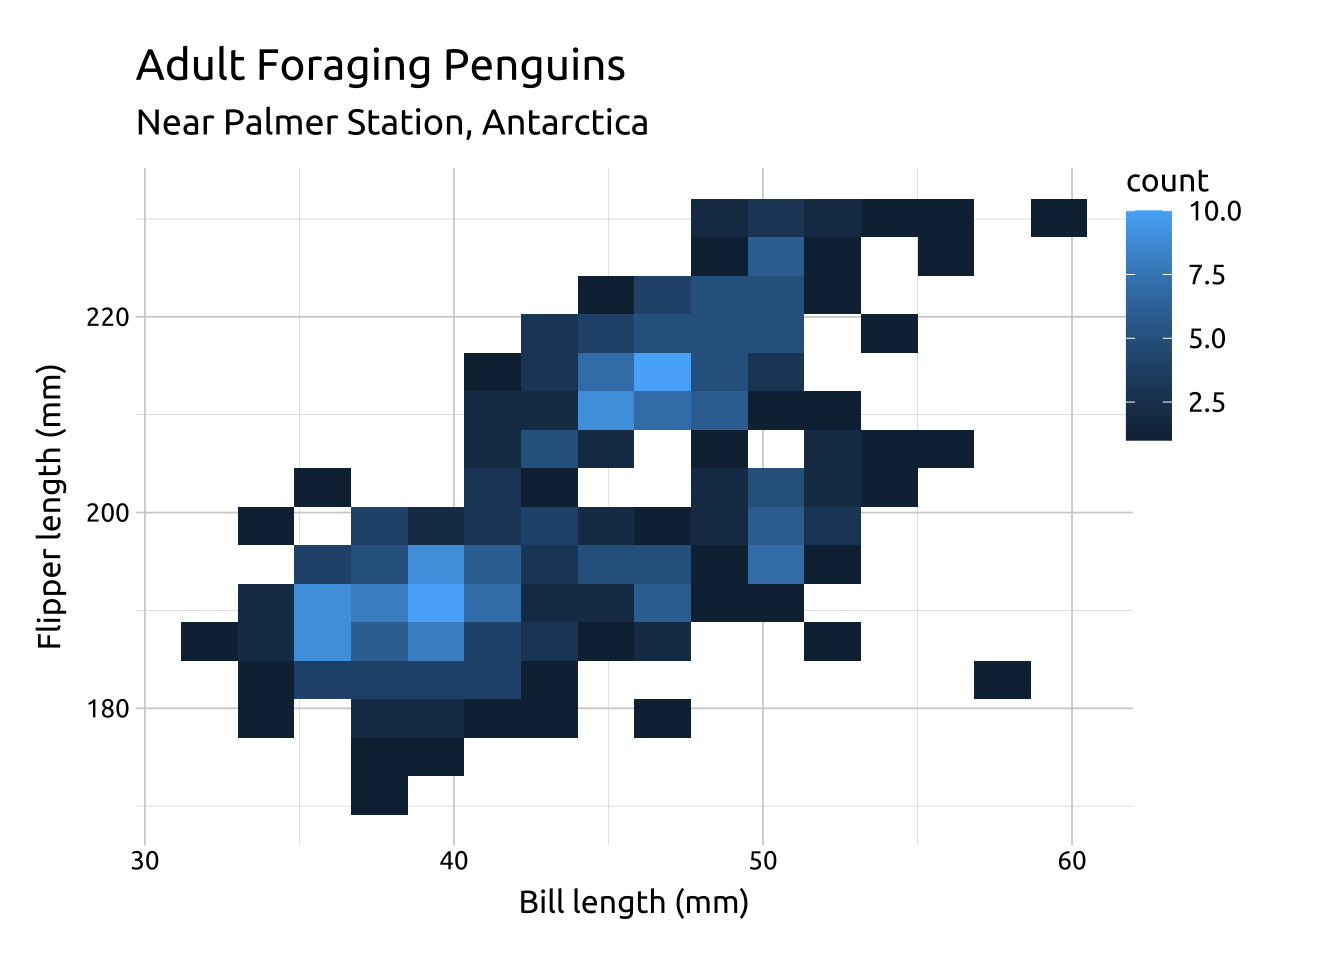 Adult Foraging Penguins
Near Palmer Station, Antarctica
count
10.0
7.5
5.0
2.5
Flipper length (mm)
220
200
180
30 40 50 60
Bill length (mm)